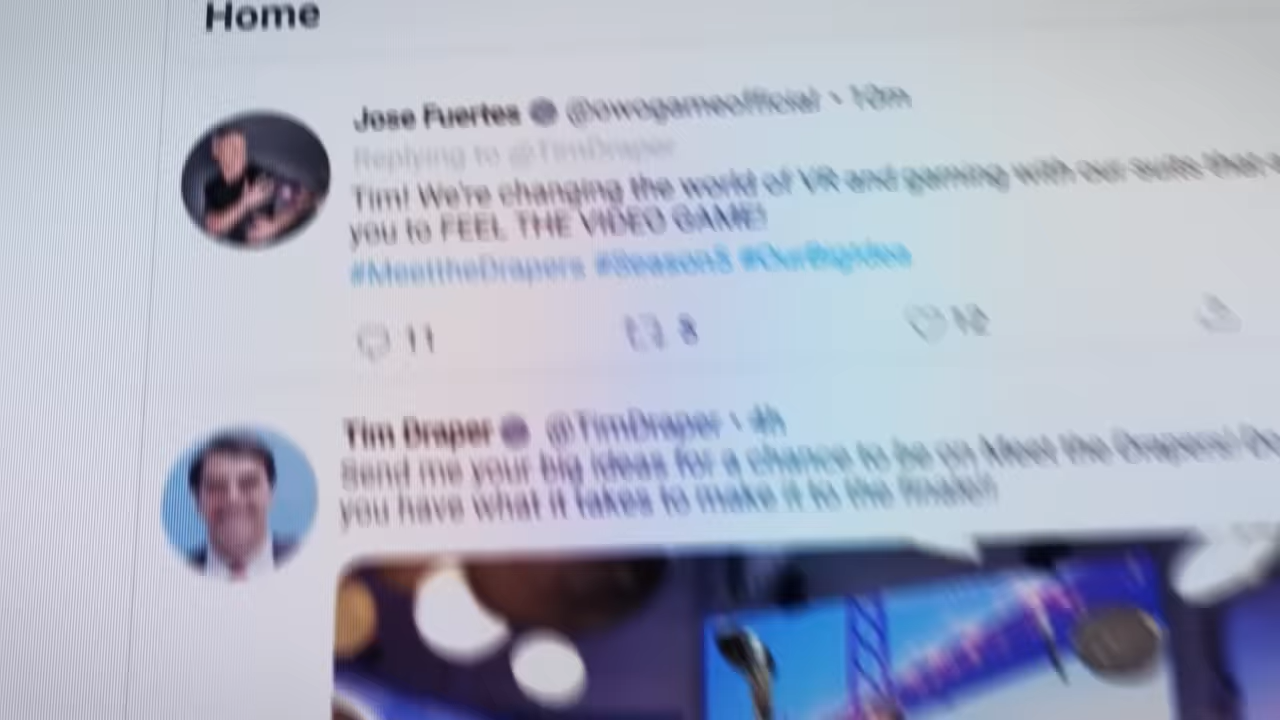 Home
Jose Fuertes @owogameofficial • 10m
Replying to @TimDraper
Tim! We're changing the world of VR and gaming with our suits that
you to FEEL THE VIDEO GAME!
#MeettheDrapers #Season5 #OurBigIdea
11 8 12
Tim Draper @TimDraper • 4h
Send me your big ideas for a chance to be on Meet the Drapers! Do
you have what it takes to make it to the finale?